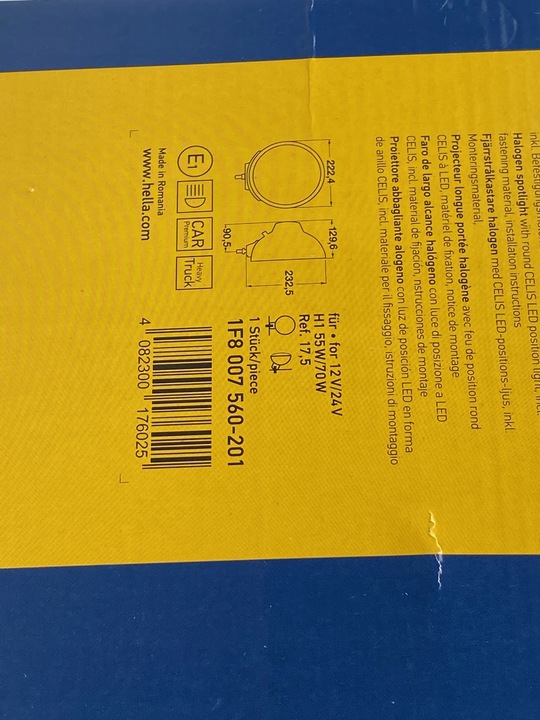 inkl. Befestigungs
Halogen spotlight with round CELIS LED position light, incl.
fastening material, installation instructions
Fjärrstrålkastare halogen med CELIS LED-positions-ljus, inkl.
Monteringsmaterial.
Projecteur longue portée halogène avec feu de position rond
CELIS à LED, matériel de fixation, notice de montage
Faro de largo alcance halógeno con luce di posizione a LED
CELIS, incl. material de fijación, nstrucciones de montaje
Proiettore abbagliante alogeno con luz de posición LED en forma
de anillo CELIS, incl. materiale per il fissaggio, istruzioni di montaggio
222,4
129,6
90,5
232,5
für • for 12V/24V
H1 55W/70W
Ref. 17,5
1 Stück/piece
1F8 007 560-201
E1
CAR
Premium
Heavy
Truck
Made in Romania
www.hella.com
4 082300 176025